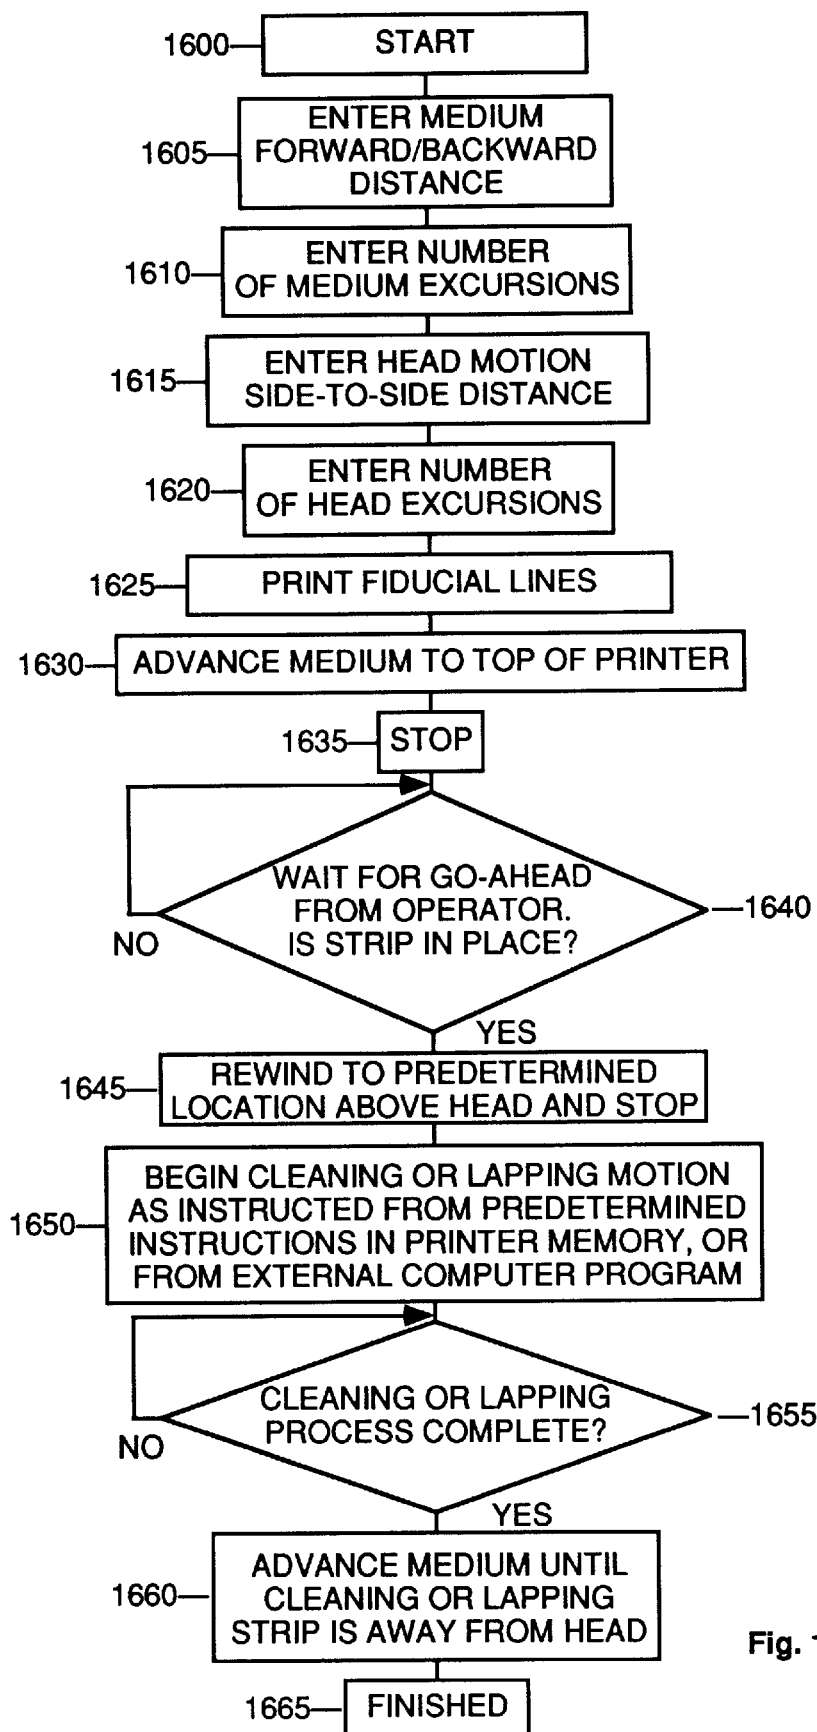 1600
START
1605
ENTER MEDIUM
FORWARD/BACKWARD
DISTANCE
1610
ENTER NUMBER
OF MEDIUM EXCURSIONS
1615
ENTER HEAD MOTION
SIDE-TO-SIDE DISTANCE
1620
ENTER NUMBER
OF HEAD EXCURSIONS
1625
PRINT FIDUCIAL LINES
1630
ADVANCE MEDIUM TO TOP OF PRINTER
1635
STOP
WAIT FOR GO-AHEAD
FROM OPERATOR.
IS STRIP IN PLACE?
1640
NO
YES
1645
REWIND TO PREDETERMINED
LOCATION ABOVE HEAD AND STOP
1650
BEGIN CLEANING OR LAPPING MOTION
AS INSTRUCTED FROM PREDETERMINED
INSTRUCTIONS IN PRINTER MEMORY, OR
FROM EXTERNAL COMPUTER PROGRAM
CLEANING OR LAPPING
PROCESS COMPLETE?
1655
NO
YES
1660
ADVANCE MEDIUM UNTIL
CLEANING OR LAPPING
STRIP IS AWAY FROM HEAD
Fig.
1665
FINISHED